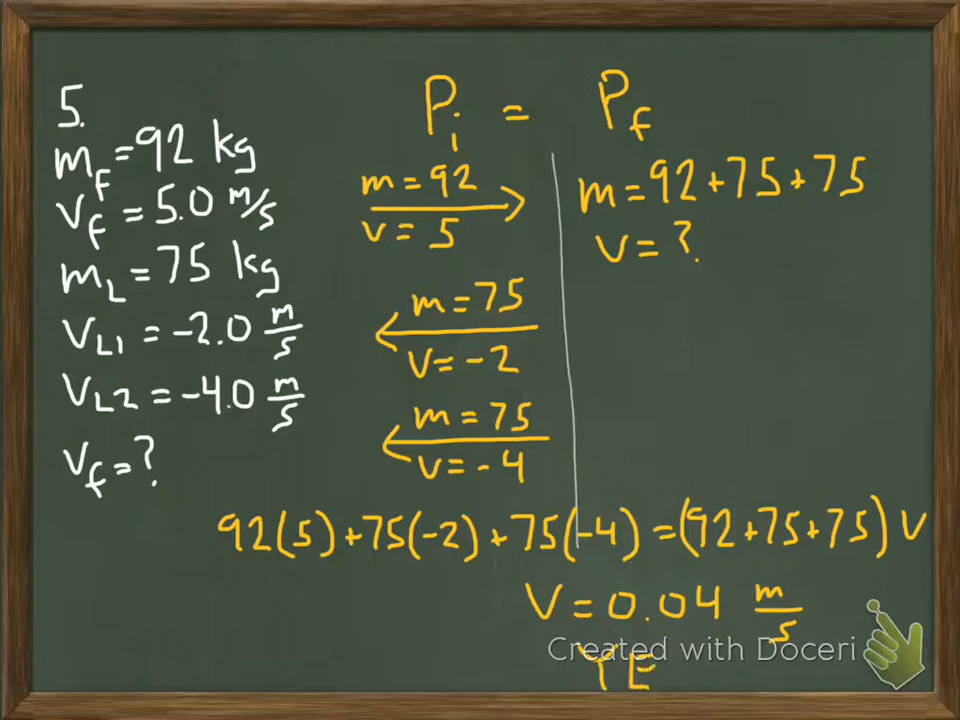 5.
m_F = 92 kg
v_F = 5.0 m/s
m_L = 75 kg
v_L1 = -2.0 m/s
v_L2 = -4.0 m/s
v_f = ?
P_i = P_f
m = 92
v = 5
m = 75
v = -2
m = 75
v = -4
m = 92 + 75 + 75
v = ?
92(5) + 75(-2) + 75(-4) = (92 + 75 + 75) V
V = 0.04 m/s
Created with Doceri